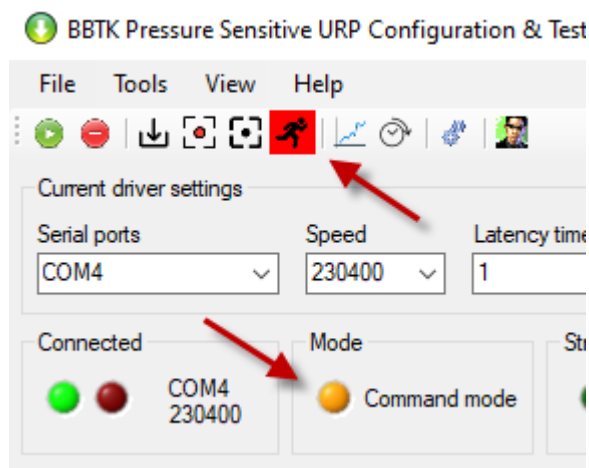 BBTK Pressure Sensitive URP Configuration & Test
File Tools View Help
Current driver settings
Serial ports Speed Latency time
COM4 230400 1
Connected Mode
COM4
230400
Command mode